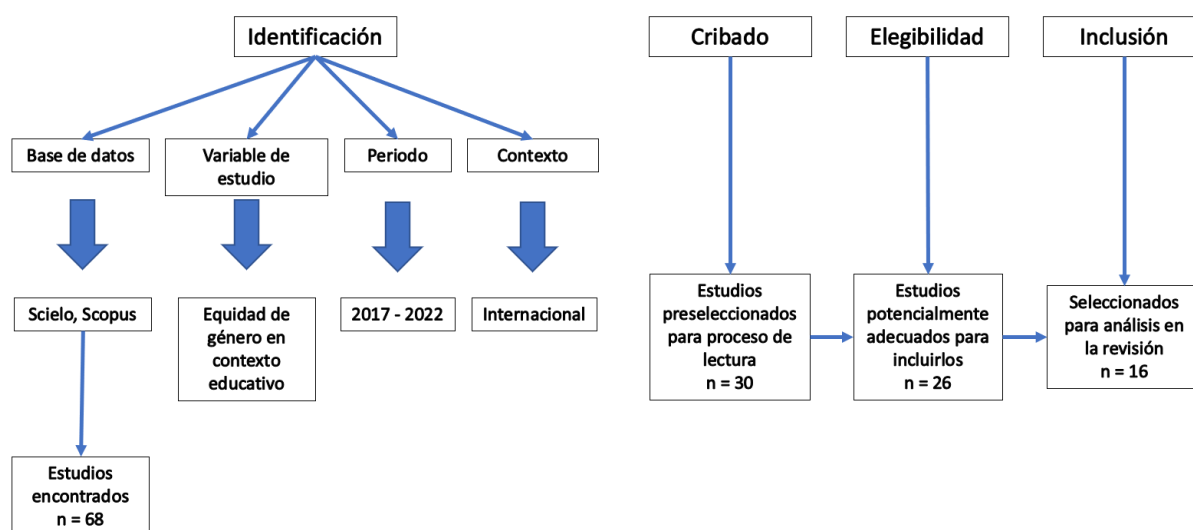 Identificación
Base de datos
Variable de
estudio
Periodo
Contexto
Scielo, Scopus
Equidad de
género en
contexto
educativo
2017 - 2022
Internacional
Estudios
encontrados
n = 68
Cribado
Elegibilidad
Inclusión
Estudios
preseleccionados
para proceso de
lectura
n = 30
Estudios
potencialmente
adecuados para
incluirlos
n = 26
Seleccionados
para análisis en
la revisión
n = 16